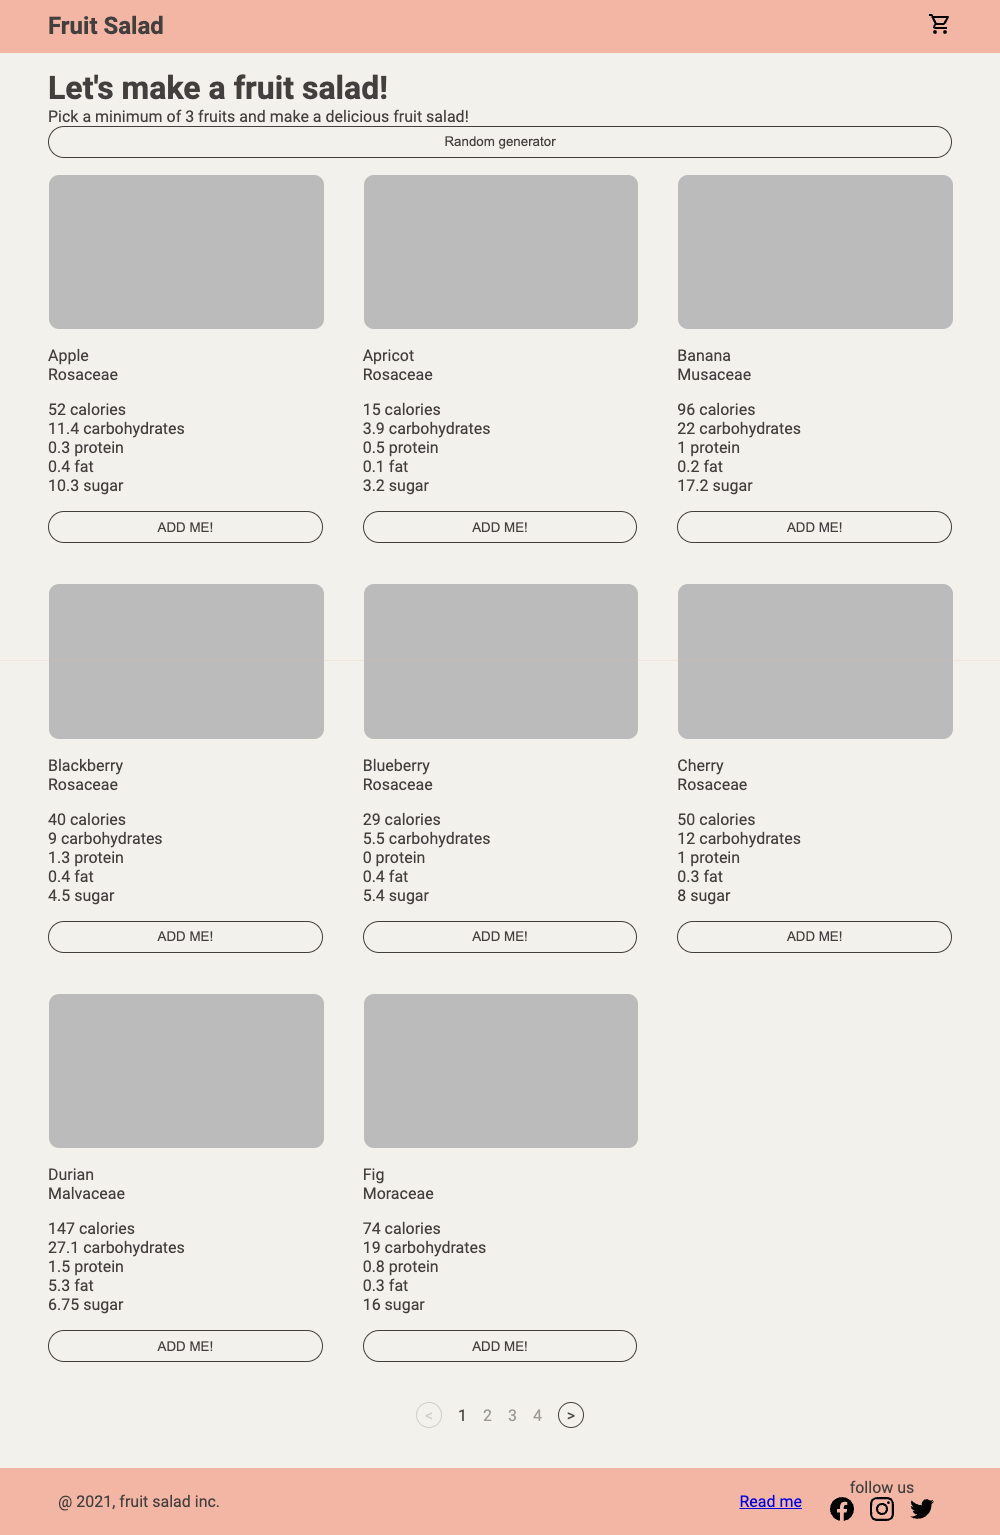 Fruit Salad
Let's make a fruit salad!
Pick a minimum of 3 fruits and make a delicious fruit salad!
Random generator
Apple
Rosaceae
52 calories
11.4 carbohydrates
0.3 protein
0.4 fat
10.3 sugar
ADD ME!
Apricot
Rosaceae
15 calories
3.9 carbohydrates
0.5 protein
0.1 fat
3.2 sugar
ADD ME!
Banana
Musaceae
96 calories
22 carbohydrates
1 protein
0.2 fat
17.2 sugar
ADD ME!
Blackberry
Rosaceae
40 calories
9 carbohydrates
1.3 protein
0.4 fat
4.5 sugar
ADD ME!
Blueberry
Rosaceae
29 calories
5.5 carbohydrates
0 protein
0.4 fat
5.4 sugar
ADD ME!
Cherry
Rosaceae
50 calories
12 carbohydrates
1 protein
0.3 fat
8 sugar
ADD ME!
Durian
Malvaceae
147 calories
27.1 carbohydrates
1.5 protein
5.3 fat
6.75 sugar
ADD ME!
Fig
Moraceae
74 calories
19 carbohydrates
0.8 protein
0.3 fat
16 sugar
ADD ME!
< 1 2 3 4 >
@ 2021, fruit salad inc.
Read me
follow us